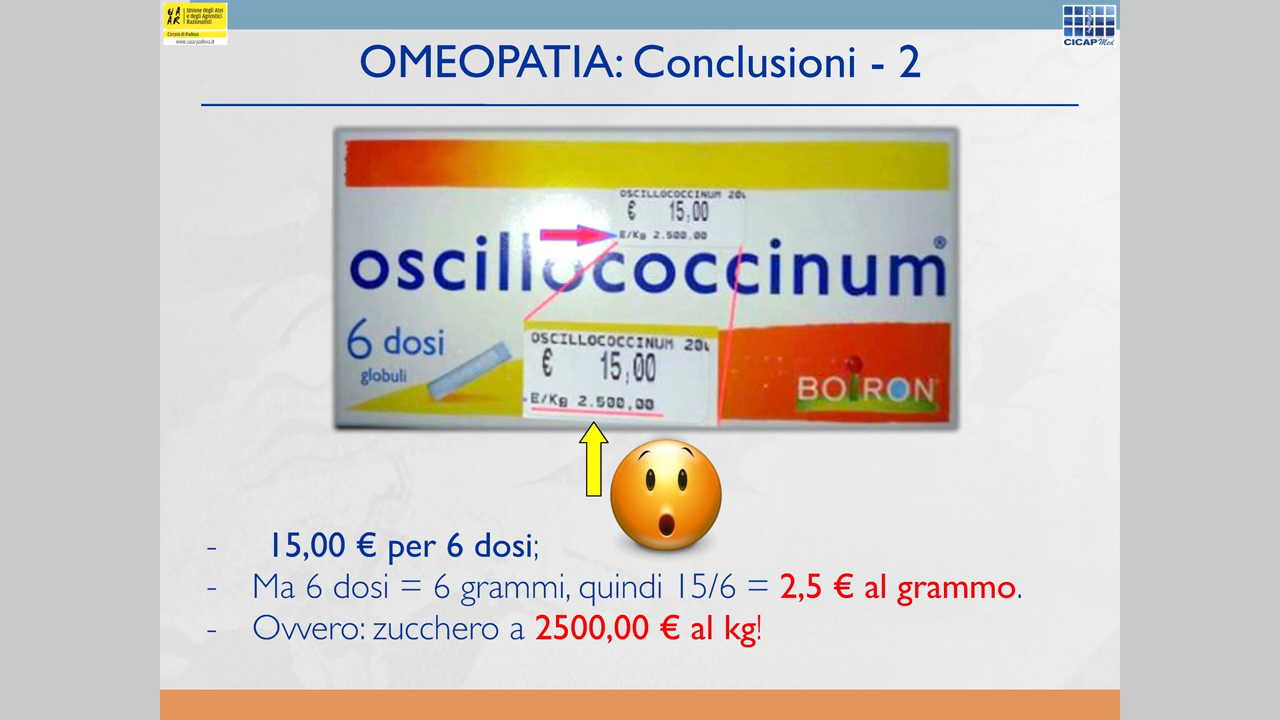 Unione degli Atei
e degli Agnostici
Razionalisti
Circolo di Padova
www.uaarpadova.it
CICAP Med
OMEOPATIA: Conclusioni - 2
OSCILLOCOCCINUM 20
€ 15,00
E/Kg 2.500,00
oscillococcinum®
6 dosi
globuli
OSCILLOCOCCINUM 20
€ 15,00
E/Kg 2.500,00
BOIRON
- 15,00 € per 6 dosi;
- Ma 6 dosi = 6 grammi, quindi 15/6 = 2,5 € al grammo.
- Ovvero: zucchero a 2500,00 € al kg!